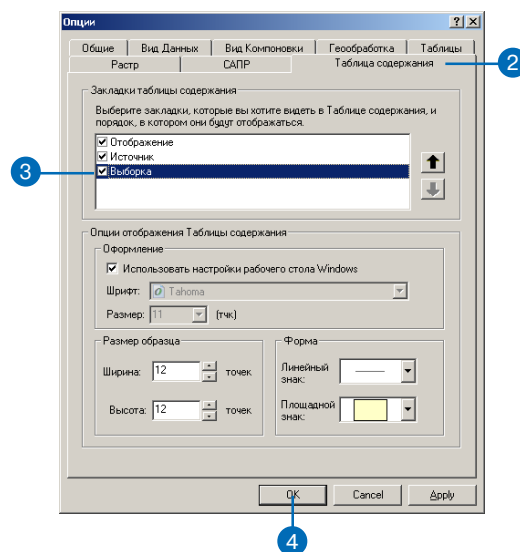 Опции
Общие Вид Данных Вид Компоновки Геообработка Таблицы
Растр САПР Таблица содержания
2
Закладки таблицы содержания
Выберите закладки, которые вы хотите видеть в Таблице содержания, и
порядок, в котором они будут отображаться.
Отображение
Источник
3
Выборка
Опции отображения Таблицы содержания
Оформление
Использовать настройки рабочего стола Windows
Шрифт: Tahoma
Размер: 11 (тчк.)
Размер образца
Ширина: 12 точек
Высота: 12 точек
Форма
Линейный
знак:
Площадной
знак:
OK Cancel Apply
4